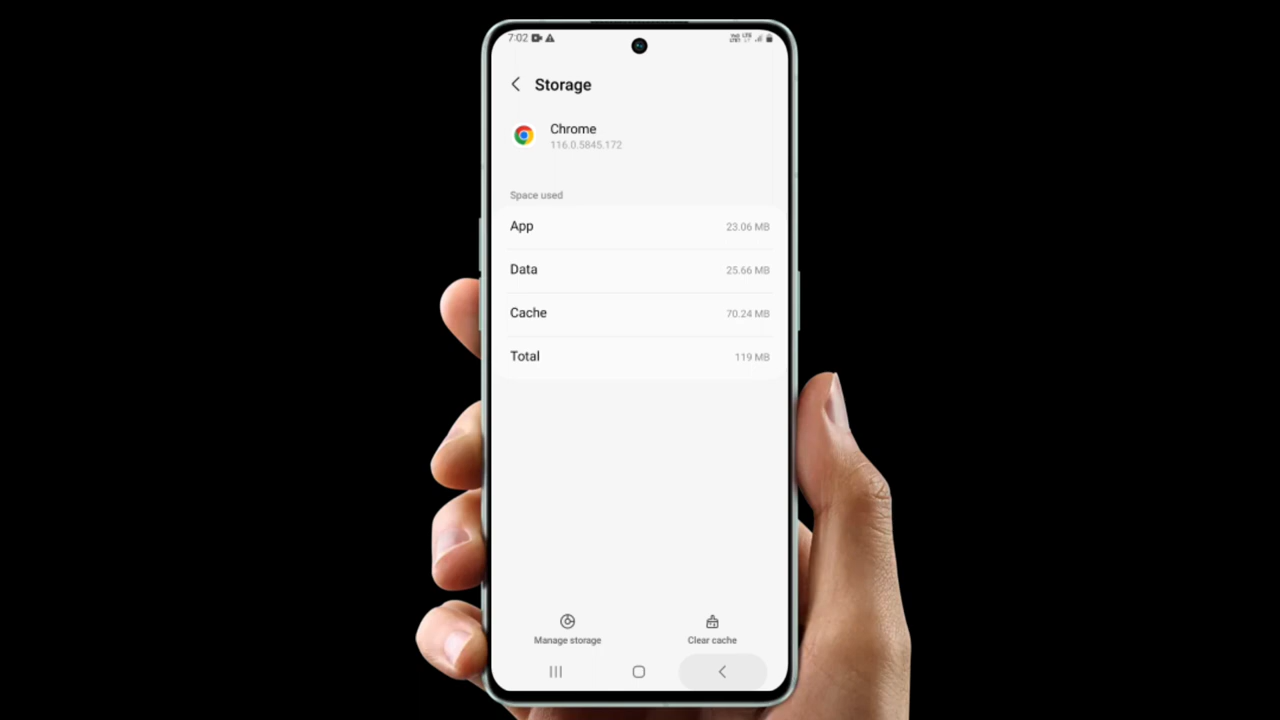 7:02
Storage
Chrome
116.0.5845.172
Space used
App 23.06 MB
Data 25.66 MB
Cache 70.24 MB
Total 119 MB
Manage storage Clear cache